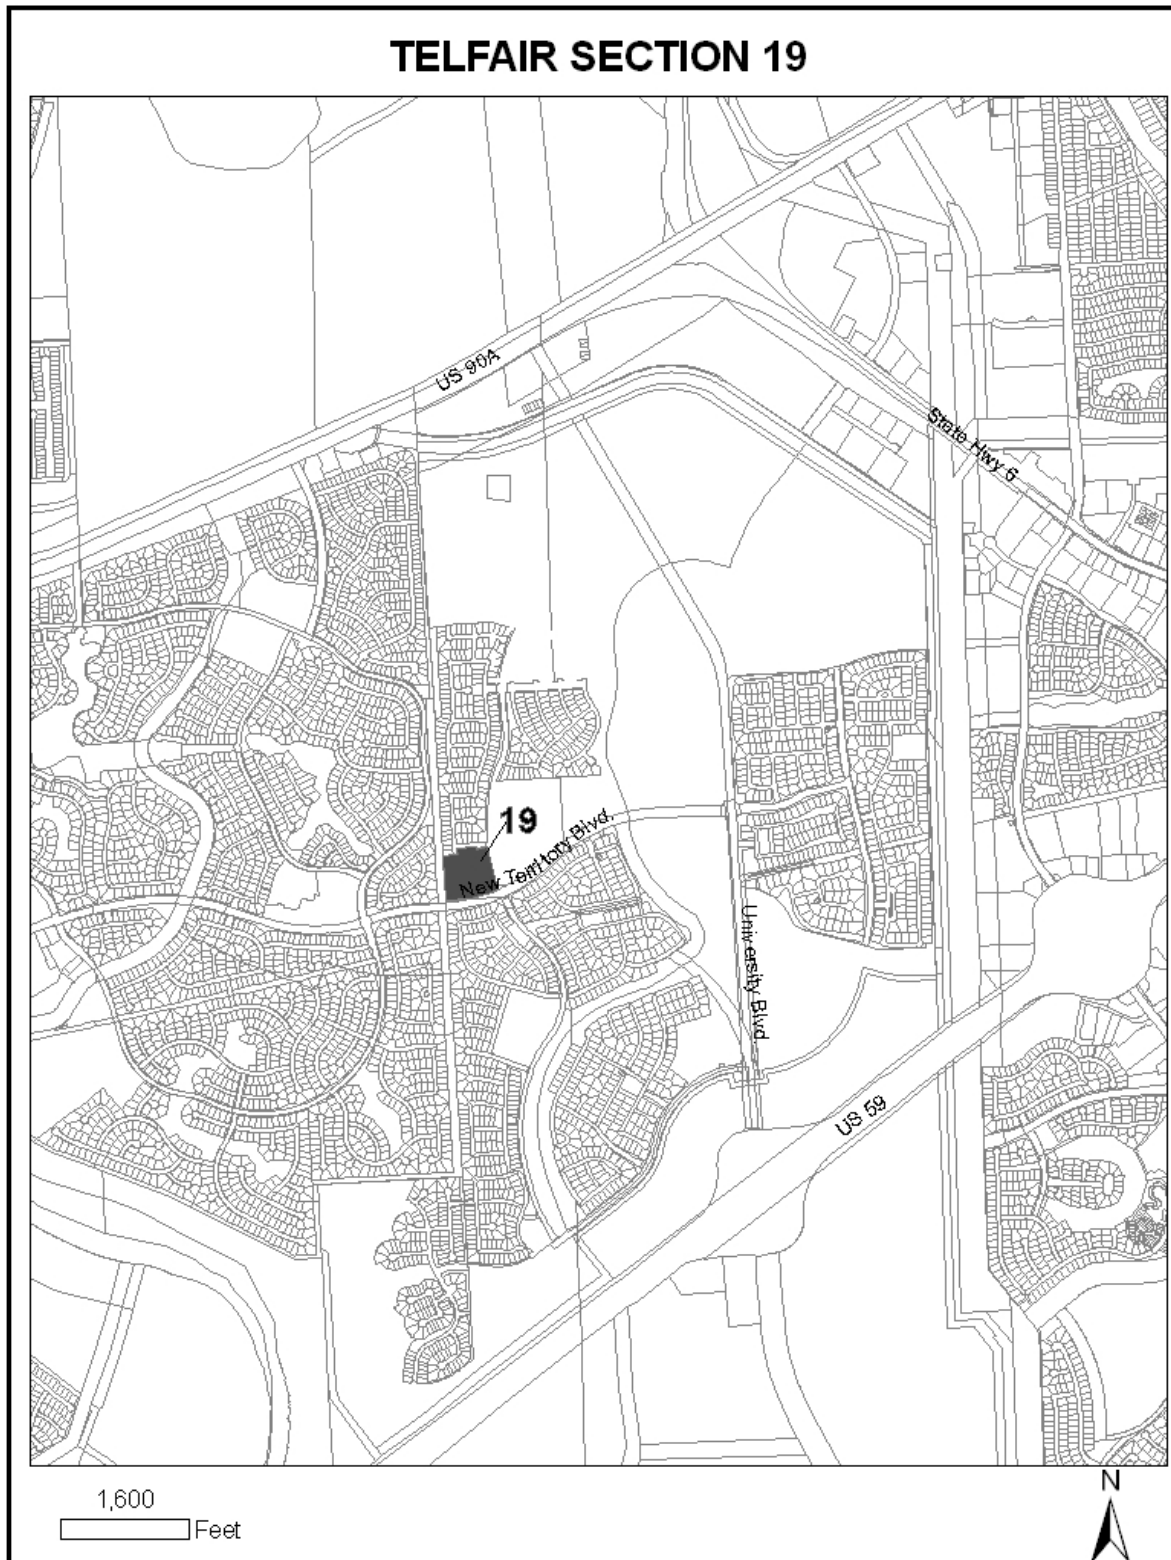 TELFAIR SECTION 19
US 90A
State Hwy 6
19
New Territory Blvd.
University Blvd
US 59
1,600
Feet
N